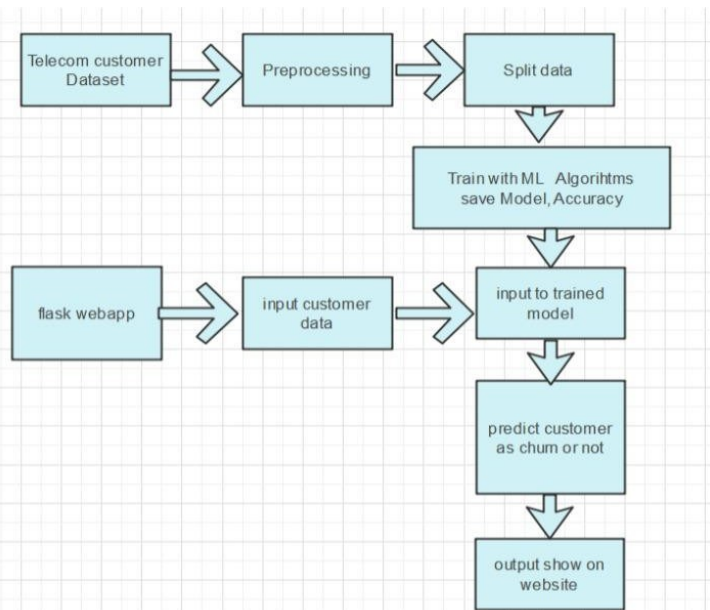 Telecom customer
Dataset
Preprocessing
Split data
Train with ML Algorihtms
save Model, Accuracy
flask webapp
input customer
data
input to trained
model
predict customer
as churn or not
output show on
website